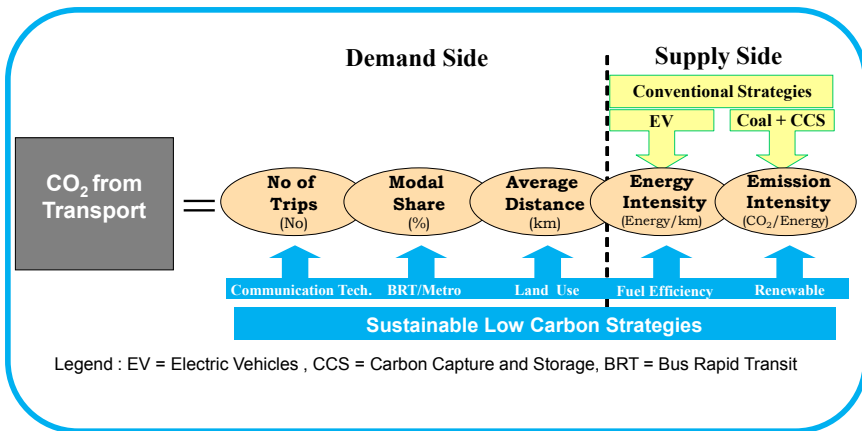 Demand Side
Supply Side
Conventional Strategies
EV
Coal + CCS
CO₂ from
Transport
=
No of
Trips
(No)
Modal
Share
(%)
Average
Distance
(km)
Energy
Intensity
(Energy/km)
Emission
Intensity
(CO₂/Energy)
Communication Tech.
BRT/Metro
Land Use
Fuel Efficiency
Renewable
Sustainable Low Carbon Strategies
Legend : EV = Electric Vehicles , CCS = Carbon Capture and Storage, BRT = Bus Rapid Transit